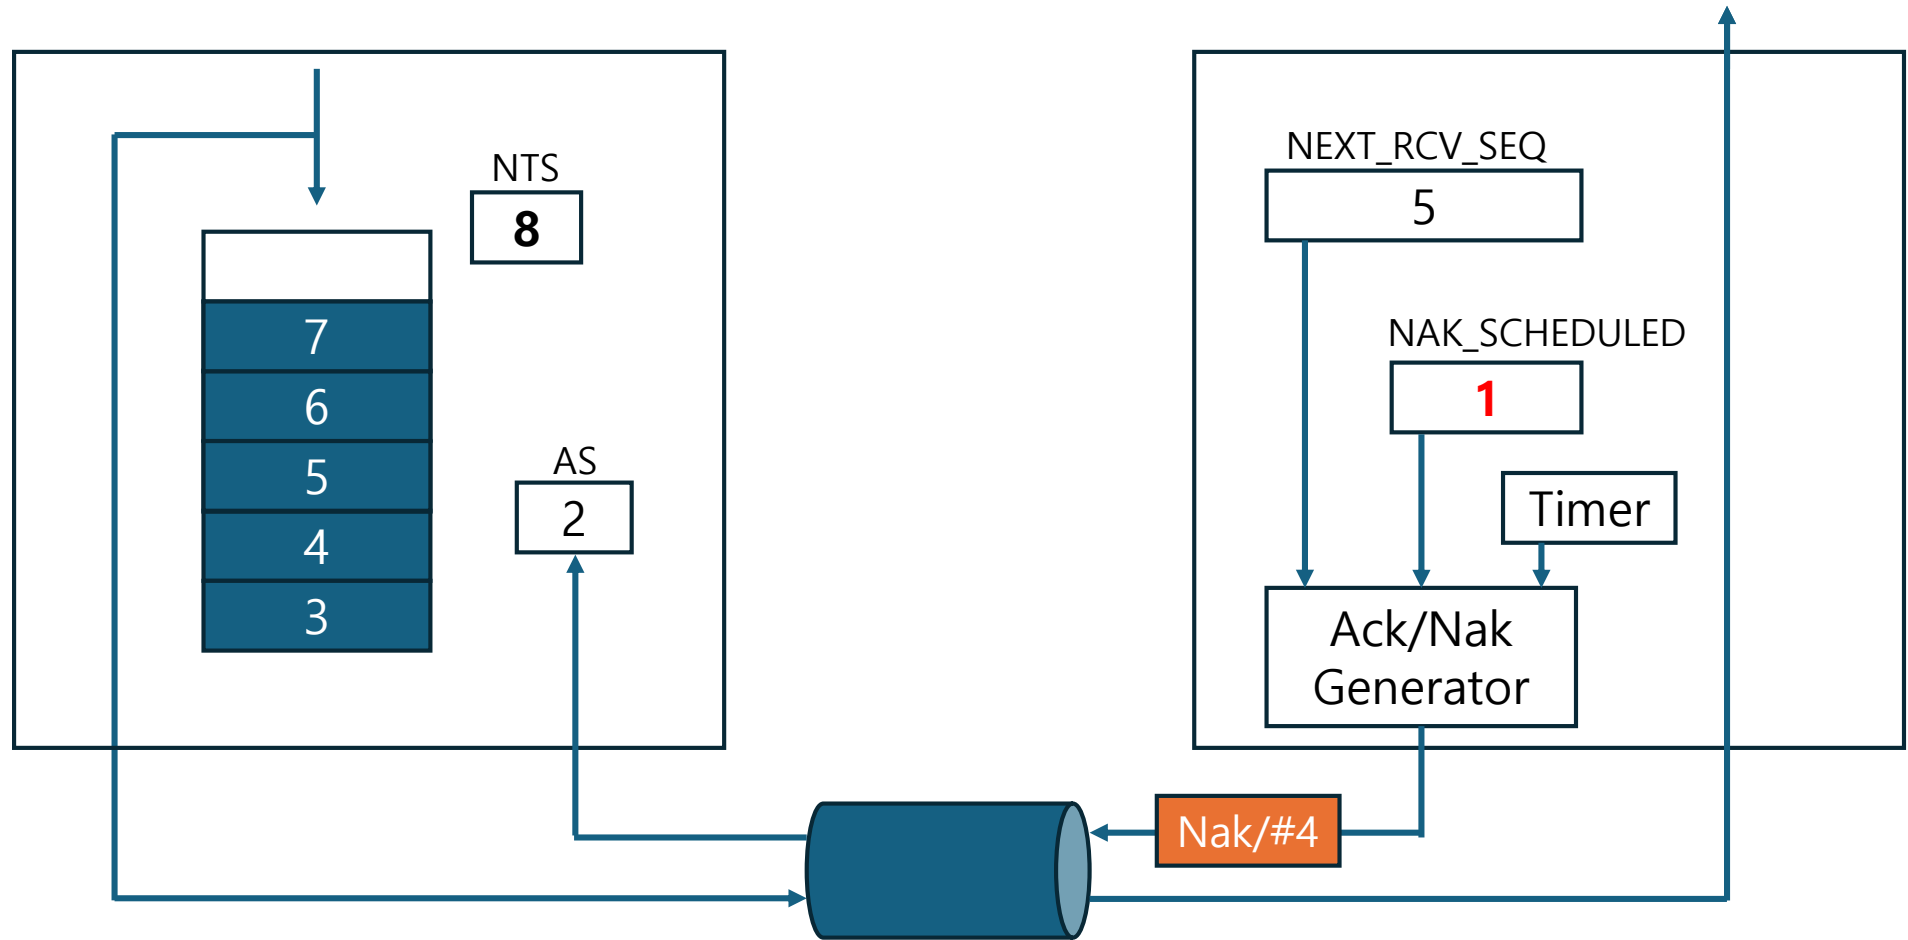 NTS
8
7
6
5
4
3
AS
2
NEXT_RCV_SEQ
5
NAK_SCHEDULED
1
Timer
Ack/Nak
Generator
Nak/#4